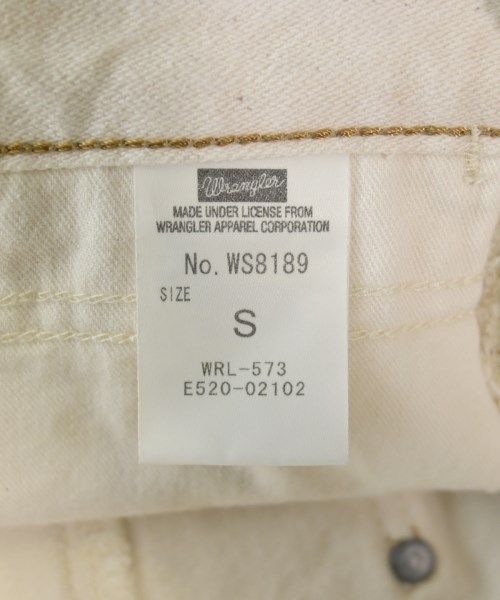 Wrangler
MADE UNDER LICENSE FROM
WRANGLER APPAREL CORPORATION
No. WS8189
SIZE
S
WRL-573
E520-02102